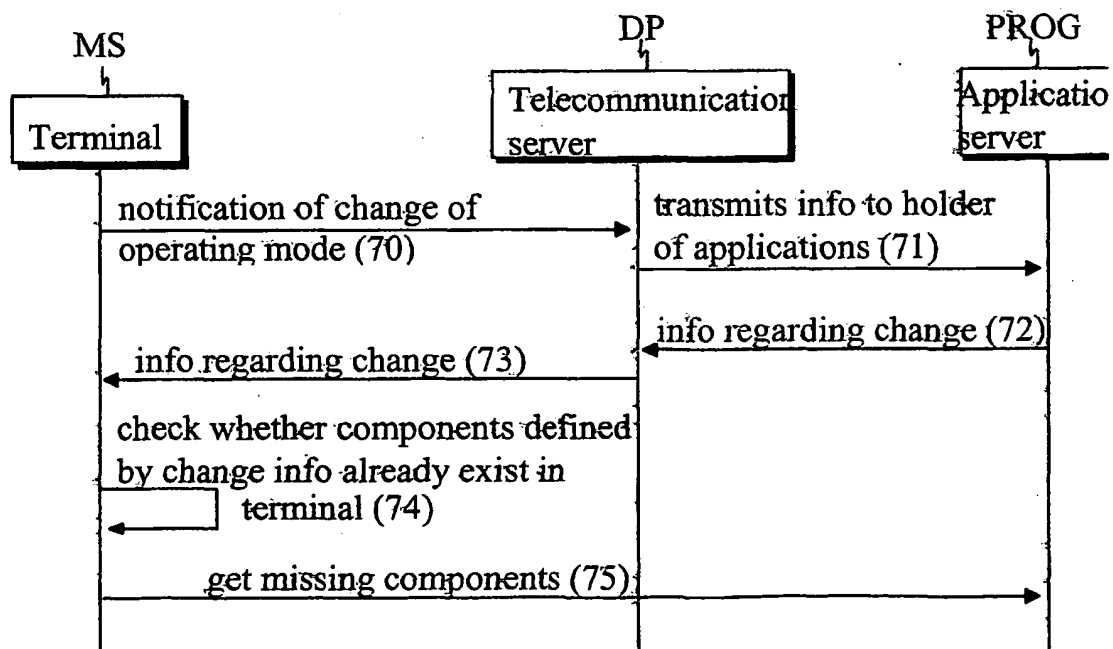 MS
DP
PROG
Terminal
Telecommunication
server
Applicatio
server
notification of change of
operating mode (70)
transmits info to holder
of applications (71)
info regarding change (72)
info regarding change (73)
check whether components defined
by change info already exist in
terminal (74)
get missing components (75)